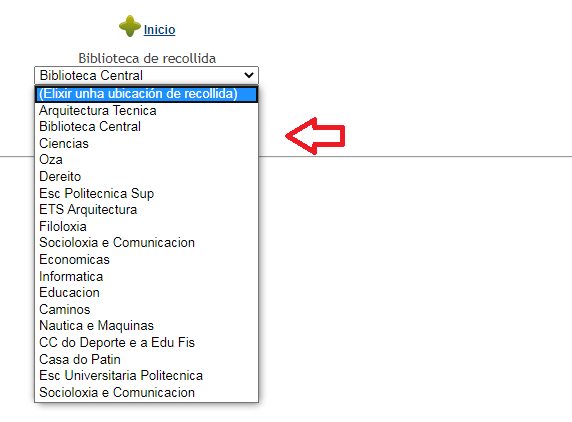 Inicio
Biblioteca de recollida
Biblioteca Central
(Elixir unha ubicación de recollida)
Arquitectura Tecnica
Biblioteca Central
Ciencias
Oza
Dereito
Esc Politecnica Sup
ETS Arquitectura
Filoloxia
Socioloxia e Comunicacion
Economicas
Informatica
Educacion
Caminos
Nautica e Maquinas
CC do Deporte e a Edu Fis
Casa do Patin
Esc Universitaria Politecnica
Socioloxia e Comunicacion